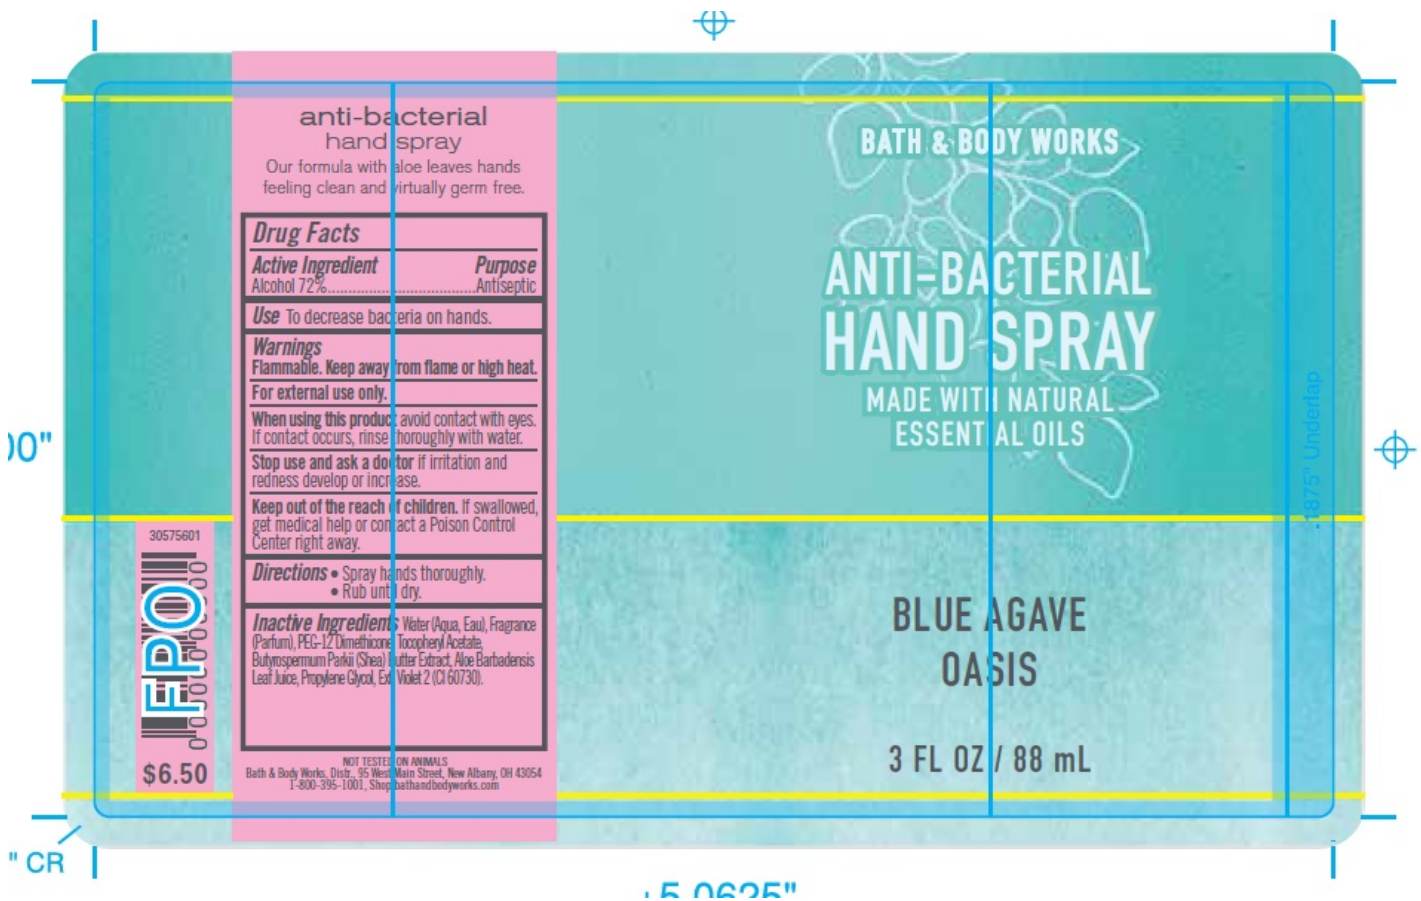 anti-bacterial
hand spray
Our formula with aloe leaves hands
feeling clean and virtually germ free.
Drug Facts
Active Ingredient Purpose
Alcohol 72%....................................Antiseptic
Use To decrease bacteria on hands.
Warnings
Flammable. Keep away from flame or high heat.
For external use only.
When using this product avoid contact with eyes.
If contact occurs, rinse thoroughly with water.
Stop use and ask a doctor if irritation and
redness develop or increase.
Keep out of the reach of children. If swallowed,
get medical help or contact a Poison Control
Center right away.
Directions • Spray hands thoroughly.
• Rub until dry.
Inactive Ingredients Water (Aqua, Eau), Fragrance
(Parfum), PEG-12 Dimethicone, Tocopheryl Acetate,
Butyrospermum Parkii (Shea) Butter Extract, Aloe Barbadensis
Leaf Juice, Propylene Glycol, Ext. Violet 2 (CI 60730).
NOT TESTED ON ANIMALS
Bath & Body Works, Distr., 95 West Main Street, New Albany, OH 43054
1-800-395-1001, Shop bathandbodyworks.com
30575601
FPO
$6.50
BATH & BODY WORKS
ANTI-BACTERIAL
HAND SPRAY
MADE WITH NATURAL
ESSENTIAL OILS
BLUE AGAVE
OASIS
3 FL OZ / 88 mL
.1875" Underlap
00"
" CR